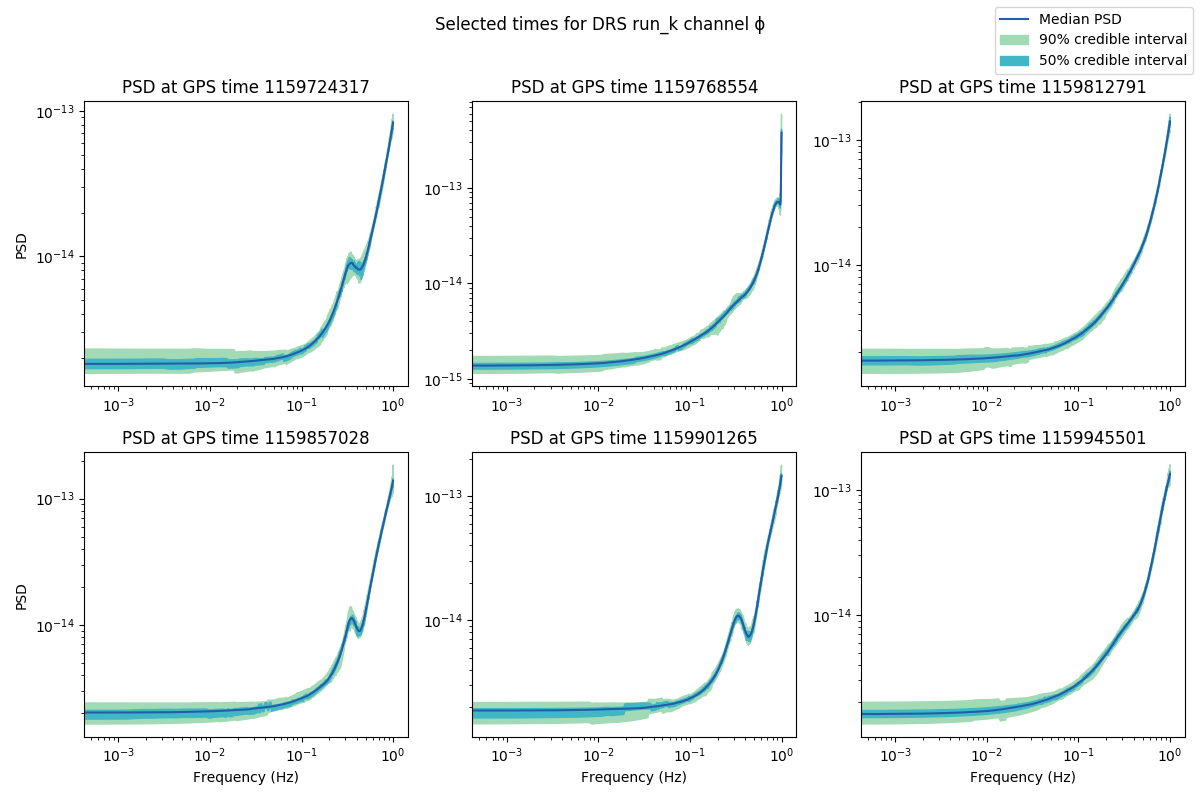 Selected times for DRS run_k channel ϕ
Median PSD
90% credible interval
50% credible interval
PSD at GPS time 1159724317
PSD at GPS time 1159768554
PSD at GPS time 1159812791
PSD
10⁻¹³
10⁻¹⁴
10⁻³ 10⁻² 10⁻¹ 10⁰
10⁻¹³
10⁻¹⁴
10⁻¹⁵
10⁻³ 10⁻² 10⁻¹ 10⁰
10⁻¹³
10⁻¹⁴
10⁻³ 10⁻² 10⁻¹ 10⁰
PSD at GPS time 1159857028
PSD at GPS time 1159901265
PSD at GPS time 1159945501
PSD
10⁻¹³
10⁻¹⁴
10⁻³ 10⁻² 10⁻¹ 10⁰
Frequency (Hz)
10⁻¹³
10⁻¹⁴
10⁻³ 10⁻² 10⁻¹ 10⁰
Frequency (Hz)
10⁻¹³
10⁻¹⁴
10⁻³ 10⁻² 10⁻¹ 10⁰
Frequency (Hz)